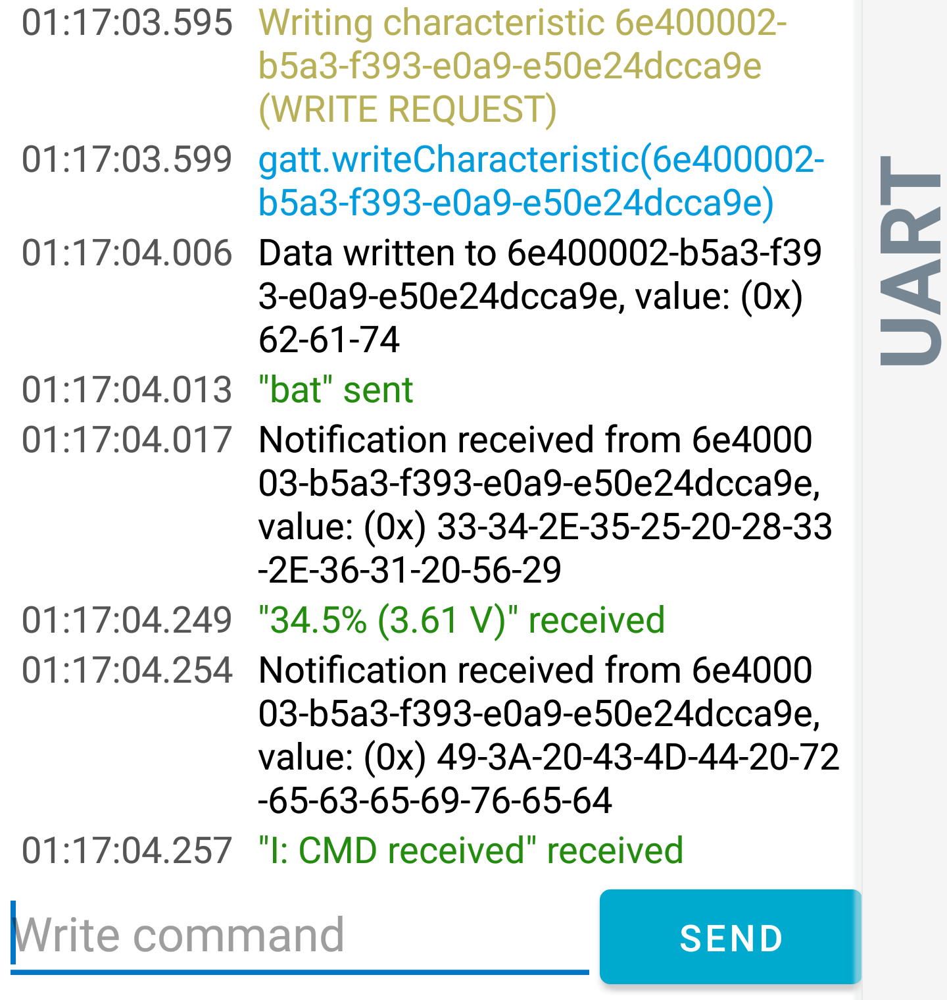 01:17:03.595 Writing characteristic 6e400002-
b5a3-f393-e0a9-e50e24dcca9e
(WRITE REQUEST)
01:17:03.599 gatt.writeCharacteristic(6e400002-
b5a3-f393-e0a9-e50e24dcca9e)
01:17:04.006 Data written to 6e400002-b5a3-f39
3-e0a9-e50e24dcca9e, value: (0x)
62-61-74
01:17:04.013 "bat" sent
01:17:04.017 Notification received from 6e4000
03-b5a3-f393-e0a9-e50e24dcca9e,
value: (0x) 33-34-2E-35-25-20-28-33
-2E-36-31-20-56-29
01:17:04.249 "34.5% (3.61 V)" received
01:17:04.254 Notification received from 6e4000
03-b5a3-f393-e0a9-e50e24dcca9e,
value: (0x) 49-3A-20-43-4D-44-20-72
-65-63-65-69-76-65-64
01:17:04.257 "I: CMD received" received
Write command
SEND
UART